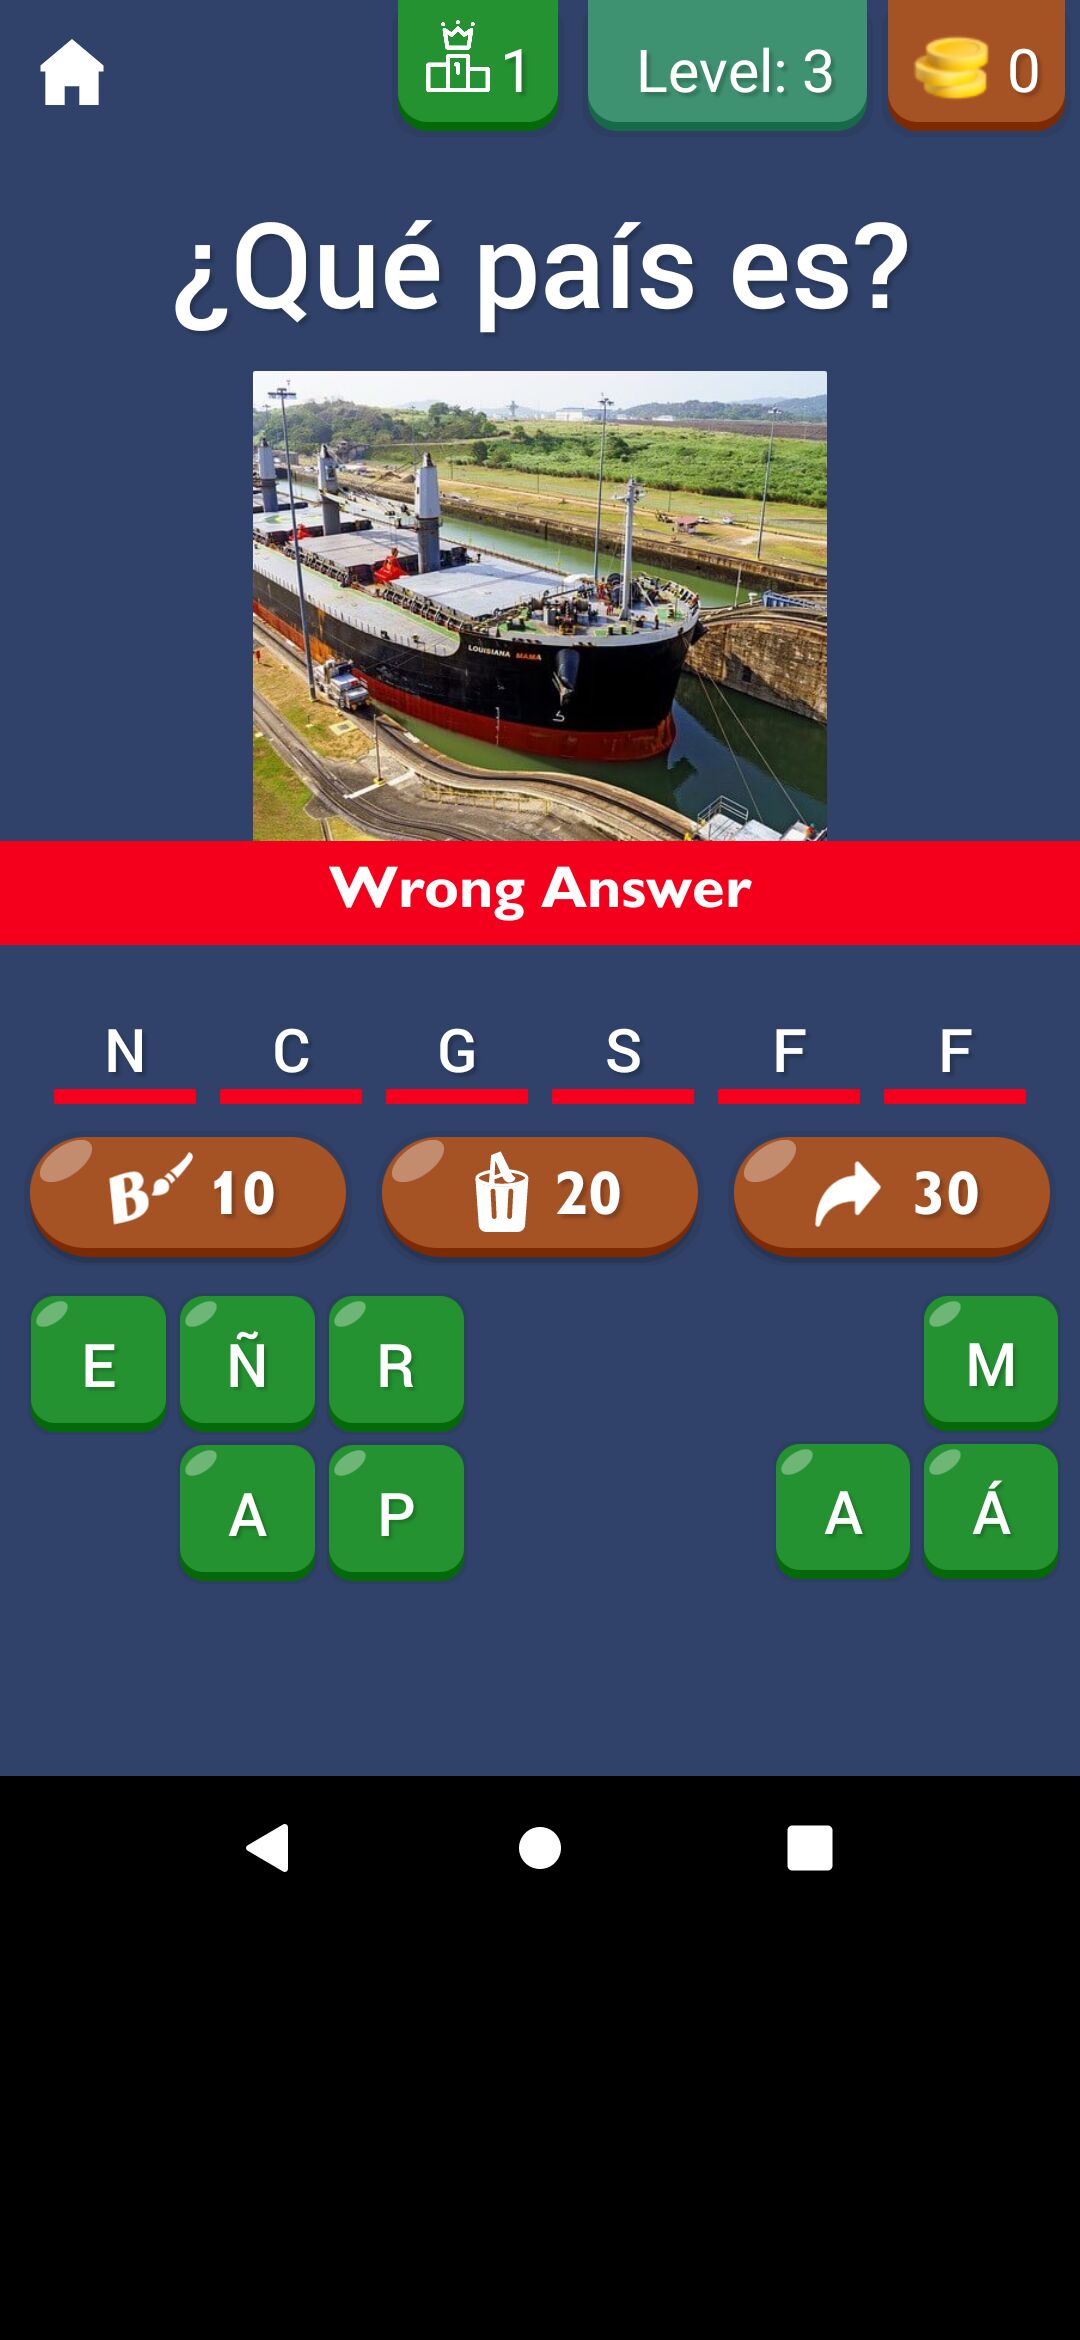 1 Level: 3 0
¿Qué país es?
LOUISIANA MAMA
Wrong Answer
N C G S F F
B 10 20 30
E Ñ R M
A P A Á